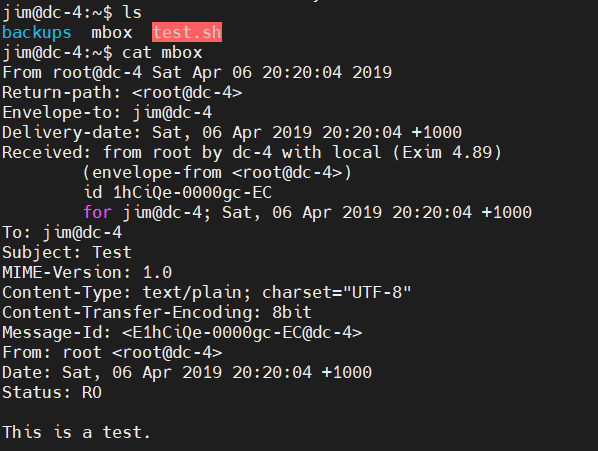 jim@dc-4:~$ ls
backups  mbox  test.sh
jim@dc-4:~$ cat mbox
From root@dc-4 Sat Apr 06 20:20:04 2019
Return-path: <root@dc-4>
Envelope-to: jim@dc-4
Delivery-date: Sat, 06 Apr 2019 20:20:04 +1000
Received: from root by dc-4 with local (Exim 4.89)
        (envelope-from <root@dc-4>)
        id 1hCiQe-0000gc-EC
        for jim@dc-4; Sat, 06 Apr 2019 20:20:04 +1000
To: jim@dc-4
Subject: Test
MIME-Version: 1.0
Content-Type: text/plain; charset="UTF-8"
Content-Transfer-Encoding: 8bit
Message-Id: <E1hCiQe-0000gc-EC@dc-4>
From: root <root@dc-4>
Date: Sat, 06 Apr 2019 20:20:04 +1000
Status: RO

This is a test.